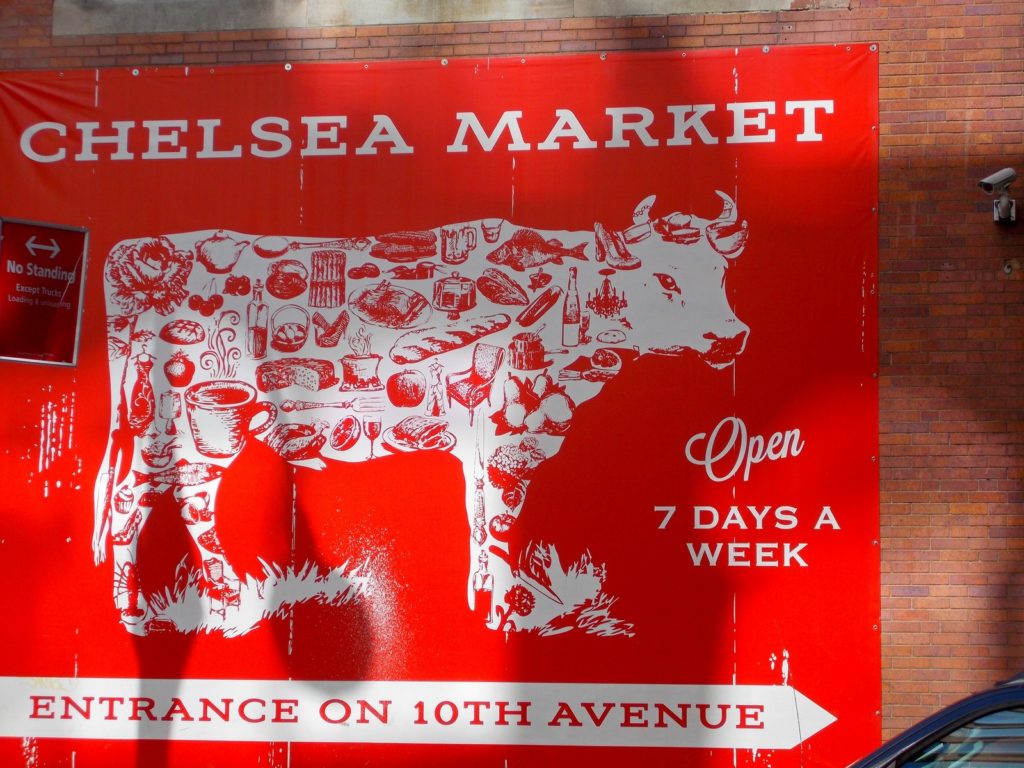 CHELSEA MARKET
No Standing
Except Trucks
Loading & unloading
Open
7 DAYS A
WEEK
ENTRANCE ON 10TH AVENUE